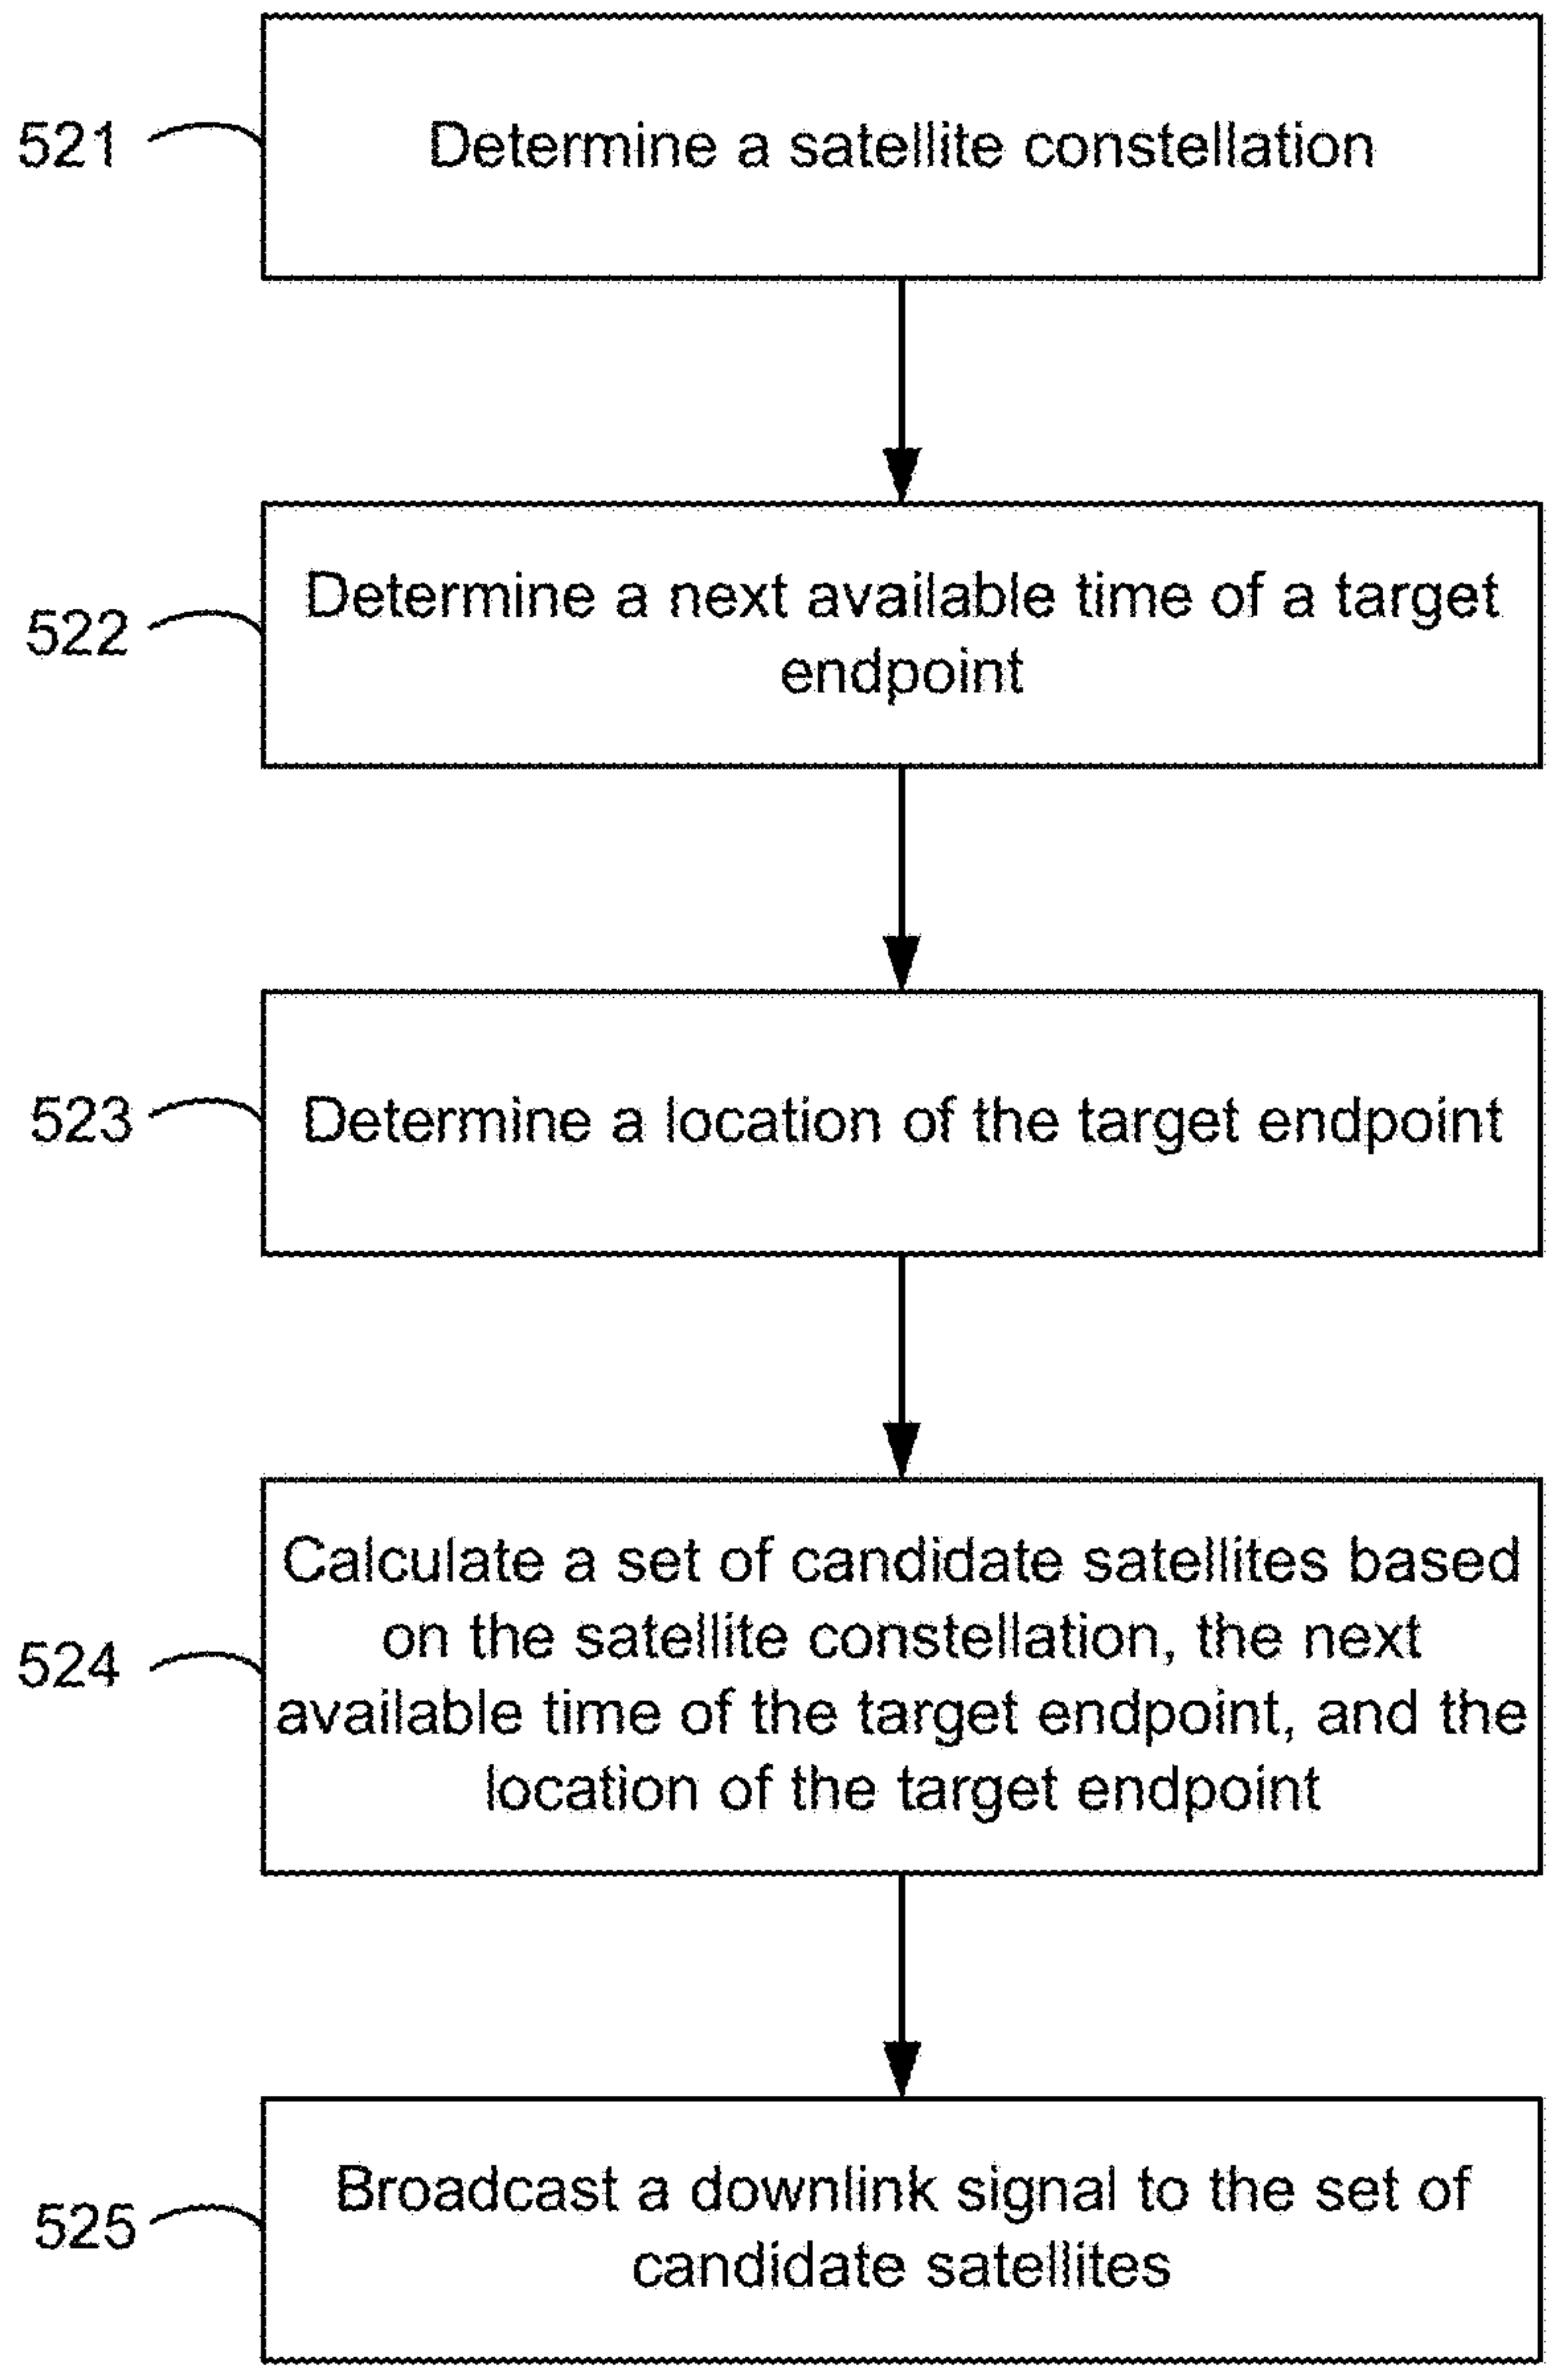 521
Determine a satellite constellation
522
Determine a next available time of a target
endpoint
523
Determine a location of the target endpoint
524
Calculate a set of candidate satellites based
on the satellite constellation, the next
available time of the target endpoint, and the
location of the target endpoint
525
Broadcast a downlink signal to the set of
candidate satellites